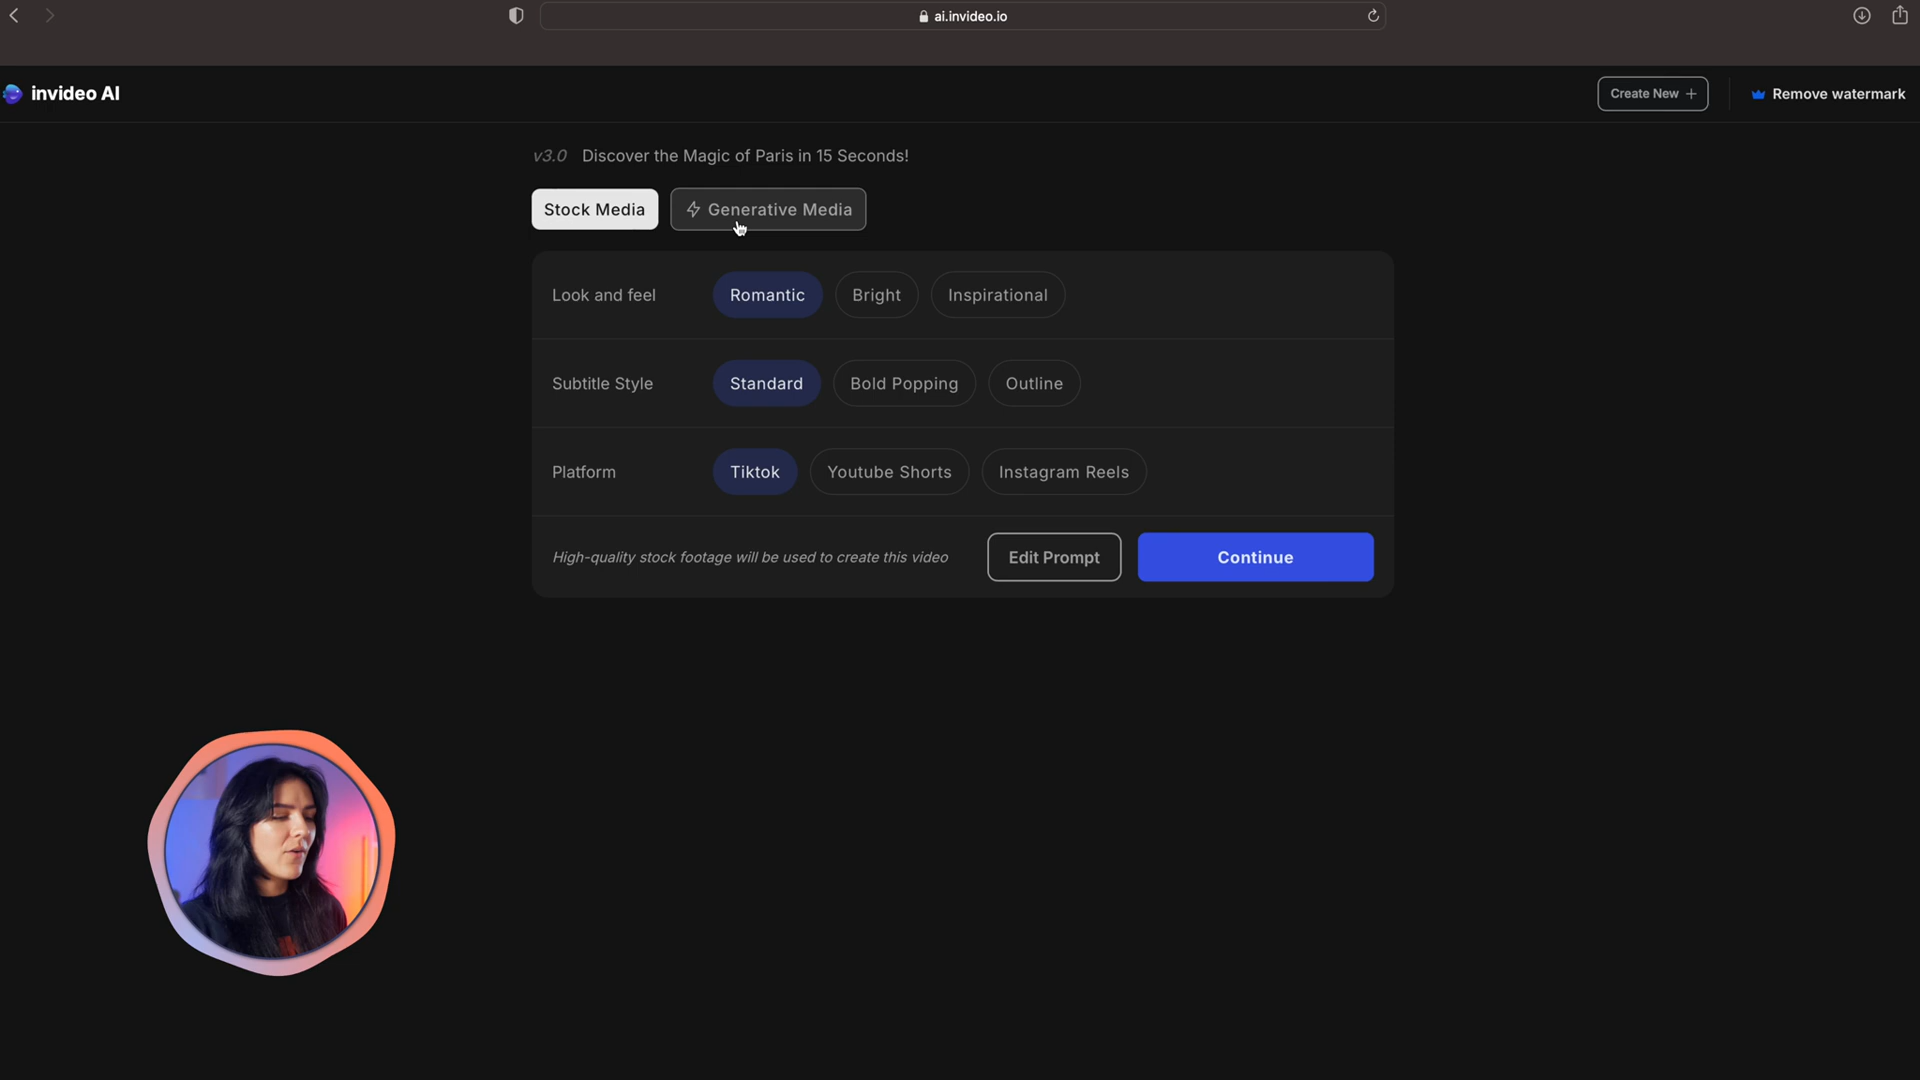 ai.invideo.io
invideo AI
Create New +
Remove watermark
v3.0 Discover the Magic of Paris in 15 Seconds!
Stock Media
Generative Media
Look and feel
Romantic
Bright
Inspirational
Subtitle Style
Standard
Bold Popping
Outline
Platform
Tiktok
Youtube Shorts
Instagram Reels
High-quality stock footage will be used to create this video
Edit Prompt
Continue